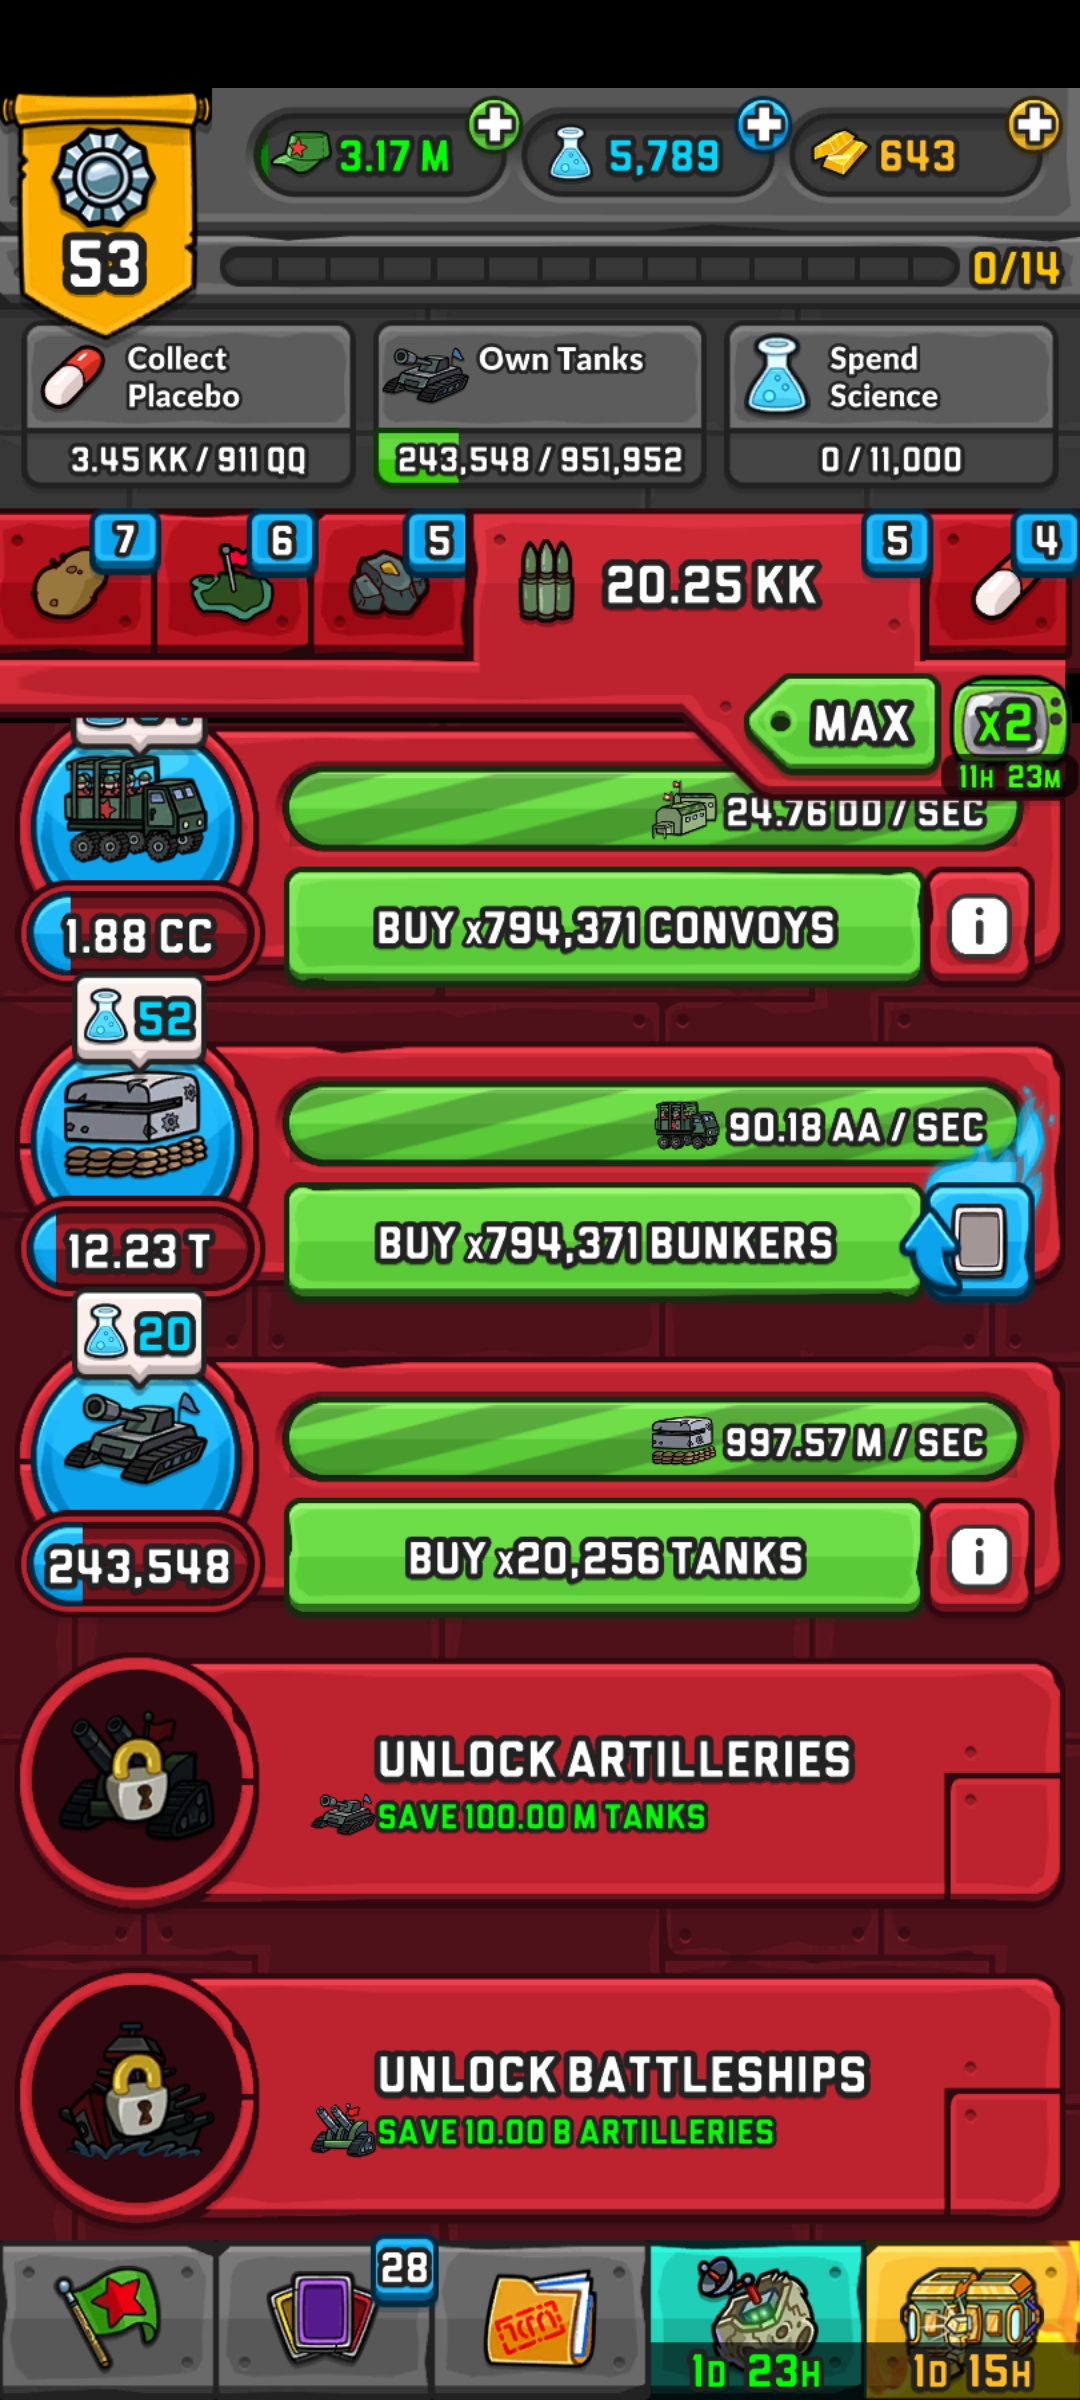 3.17 M
5,789
643
53
0/14
Collect
Placebo
3.45 KK / 911 QQ
Own Tanks
243,548 / 951,952
Spend
Science
0 / 11,000
7
6
5
20.25 KK
5
4
MAX
x2
11H 23M
24.76 DD / SEC
BUY x794,371 CONVOYS
i
1.88 CC
52
90.18 AA / SEC
BUY x794,371 BUNKERS
12.23 T
20
997.57 M / SEC
BUY x20,256 TANKS
i
243,548
UNLOCK ARTILLERIES
SAVE 100.00 M TANKS
UNLOCK BATTLESHIPS
SAVE 10.00 B ARTILLERIES
28
1D 23H
1D 15H